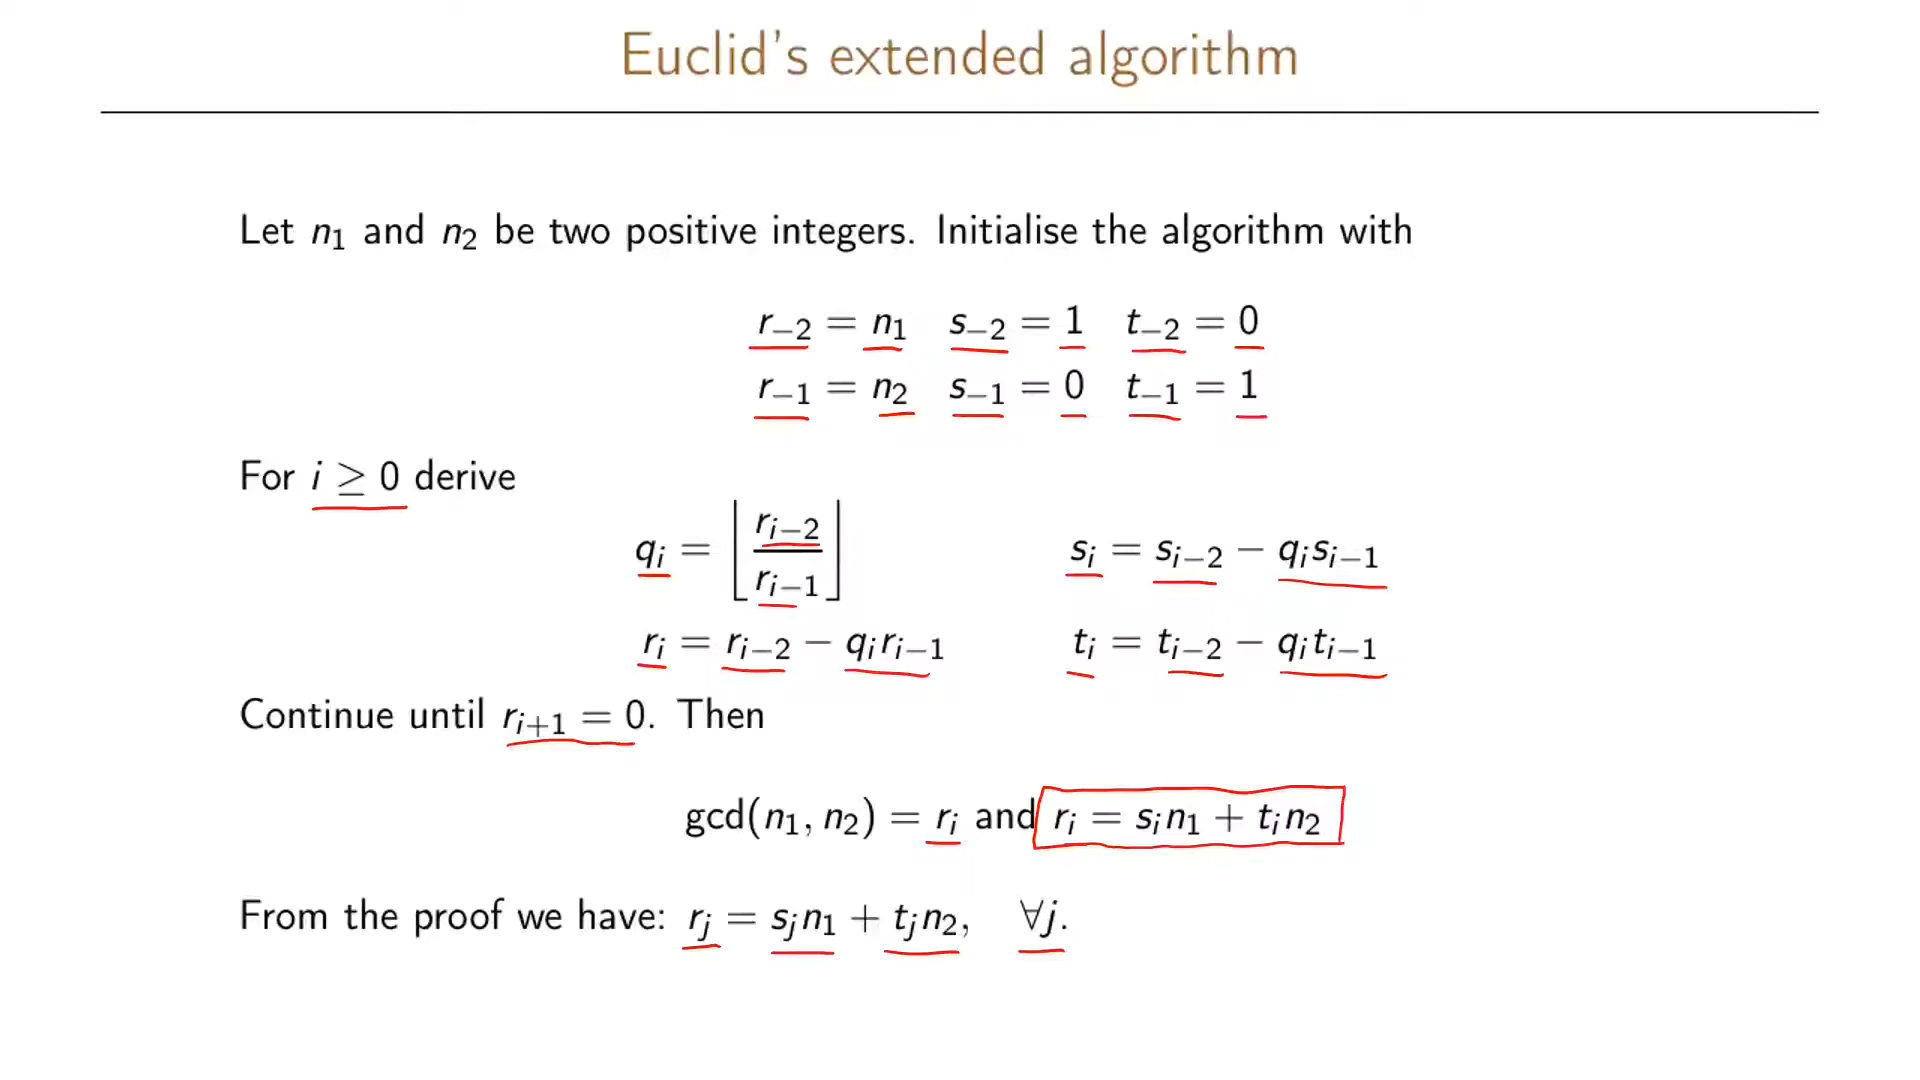 Euclid's extended algorithm
Let n₁ and n₂ be two positive integers. Initialise the algorithm with
r₋₂ = n₁ s₋₂ = 1 t₋₂ = 0
r₋₁ = n₂ s₋₁ = 0 t₋₁ = 1
For i ≥ 0 derive
qᵢ = ⌊rᵢ₋₂ / rᵢ₋₁⌋ sᵢ = sᵢ₋₂ − qᵢsᵢ₋₁
rᵢ = rᵢ₋₂ − qᵢrᵢ₋₁ tᵢ = tᵢ₋₂ − qᵢtᵢ₋₁
Continue until rᵢ₊₁ = 0. Then
gcd(n₁, n₂) = rᵢ and rᵢ = sᵢn₁ + tᵢn₂
From the proof we have: rⱼ = sⱼn₁ + tⱼn₂, ∀j.